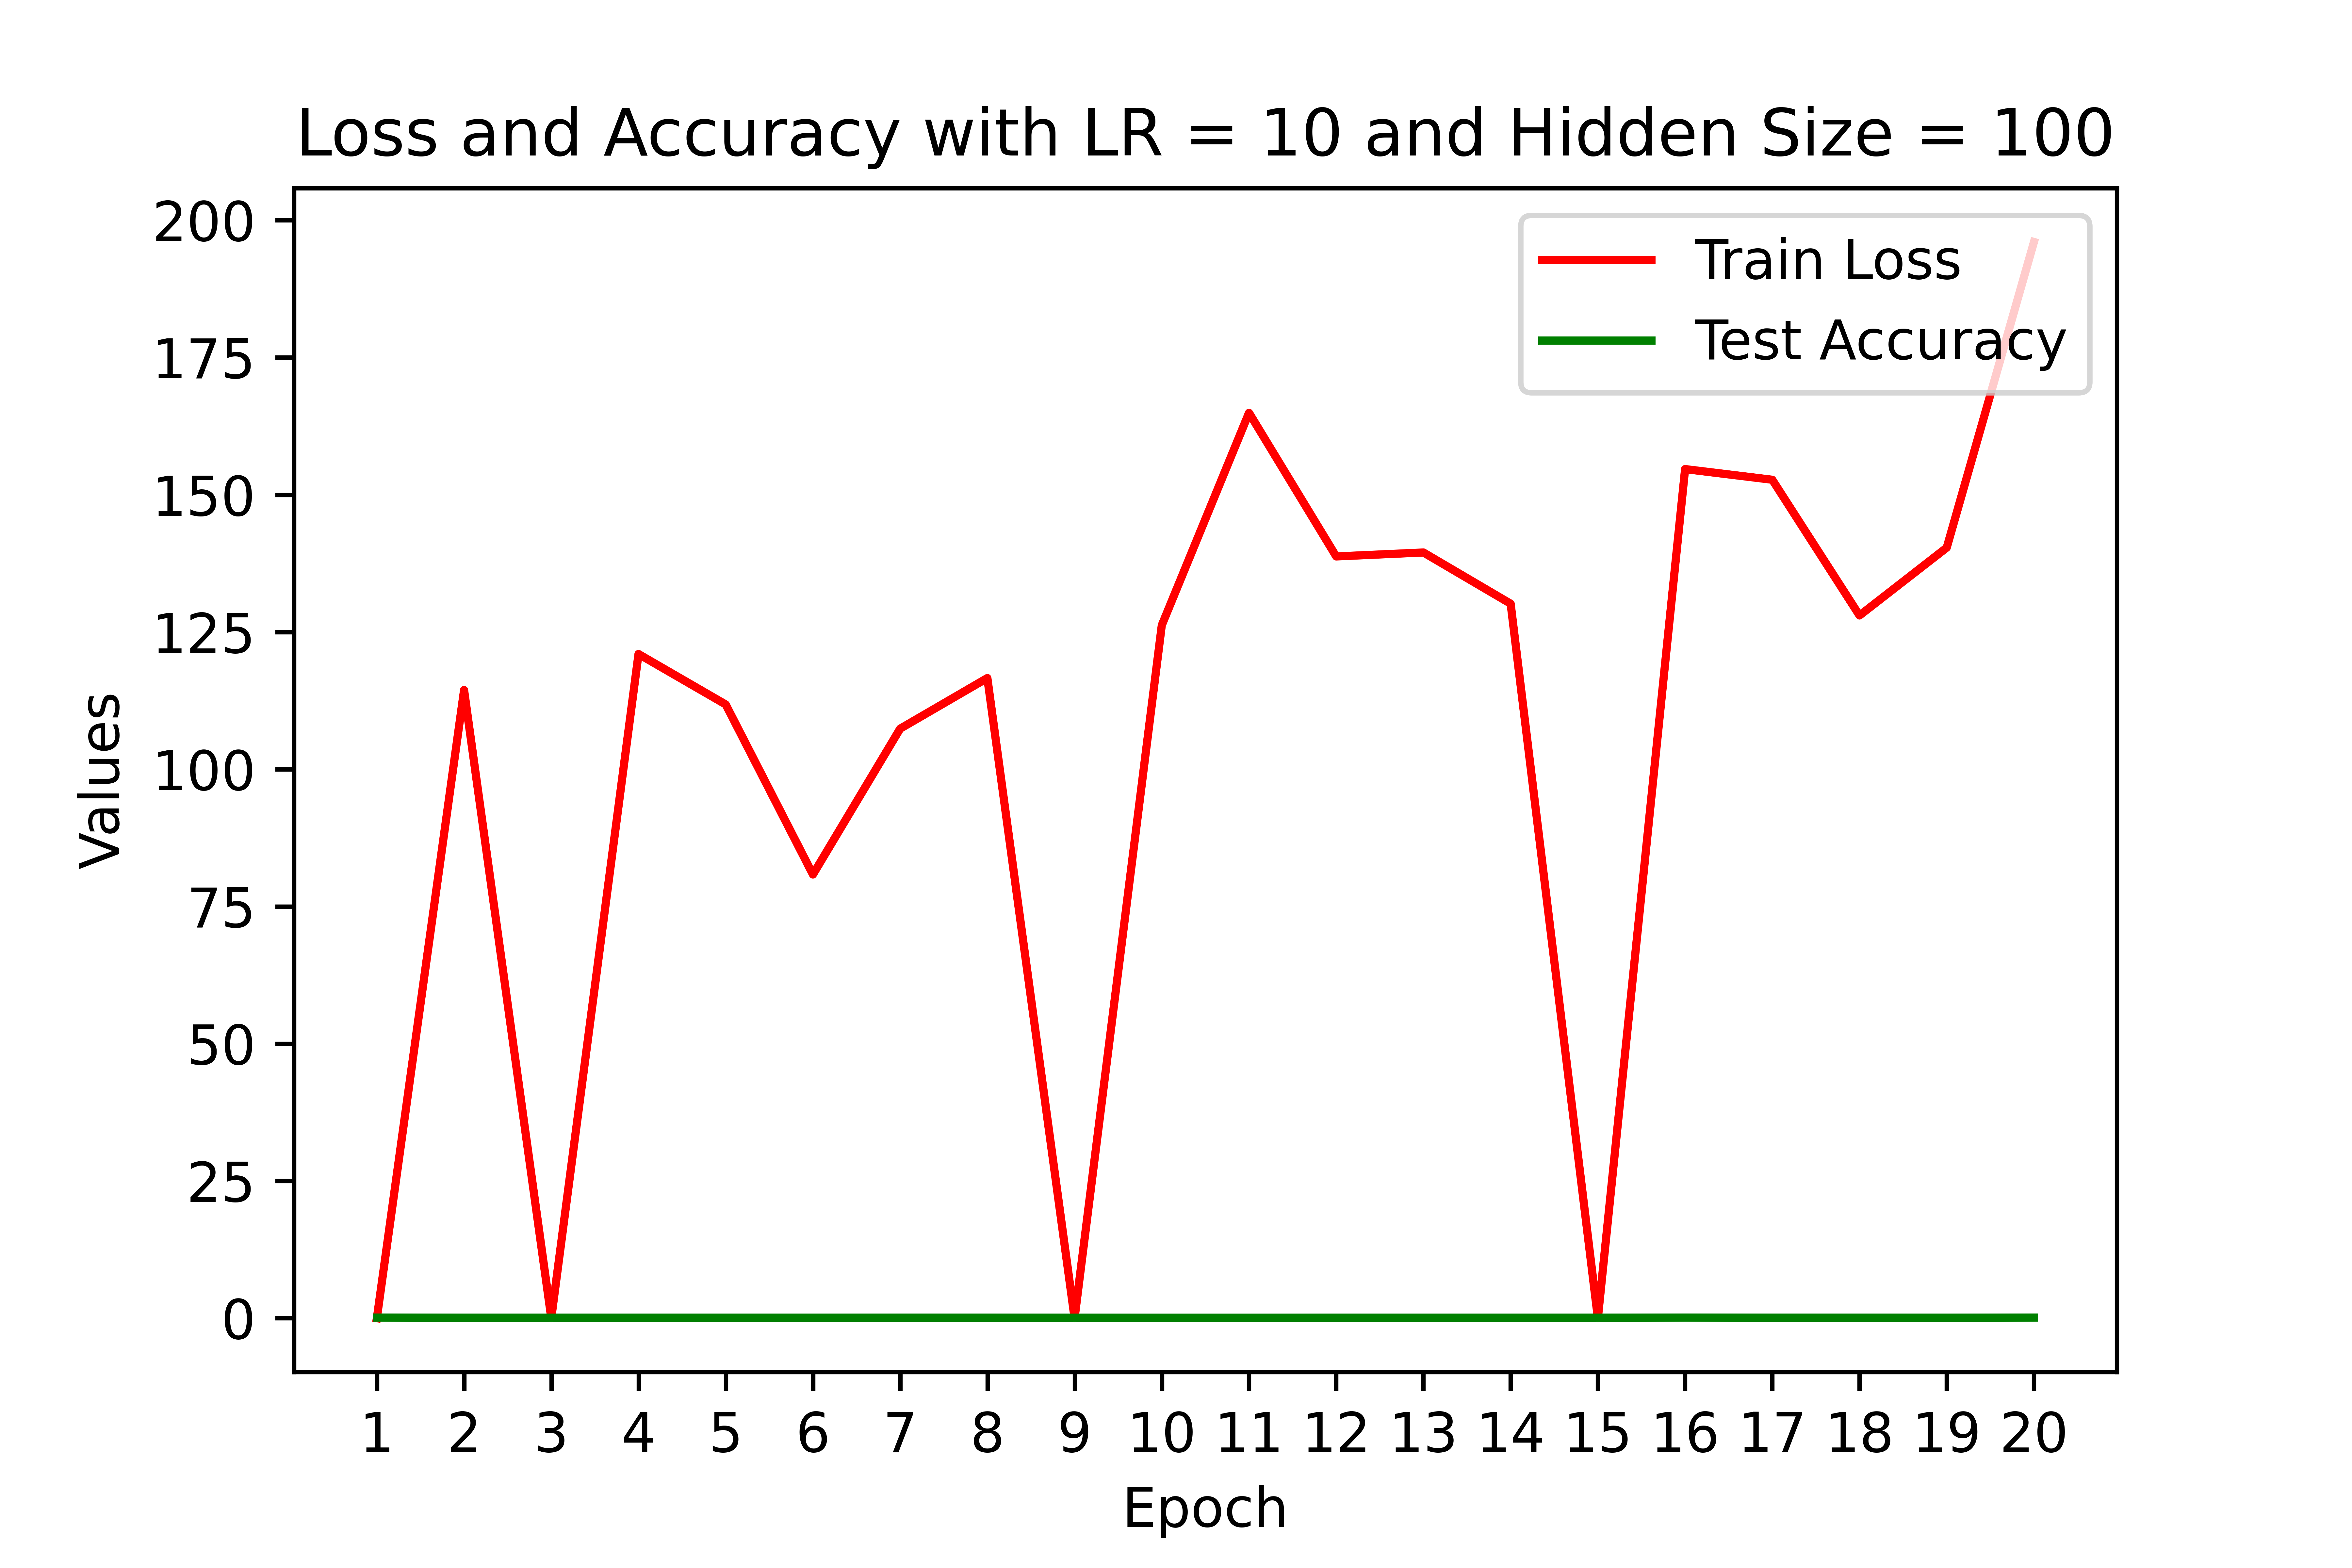 Loss and Accuracy with LR = 10 and Hidden Size = 100
200
175
150
125
100
75
50
25
0
Values
Train Loss
Test Accuracy
1 2 3 4 5 6 7 8 9 10 11 12 13 14 15 16 17 18 19 20
Epoch